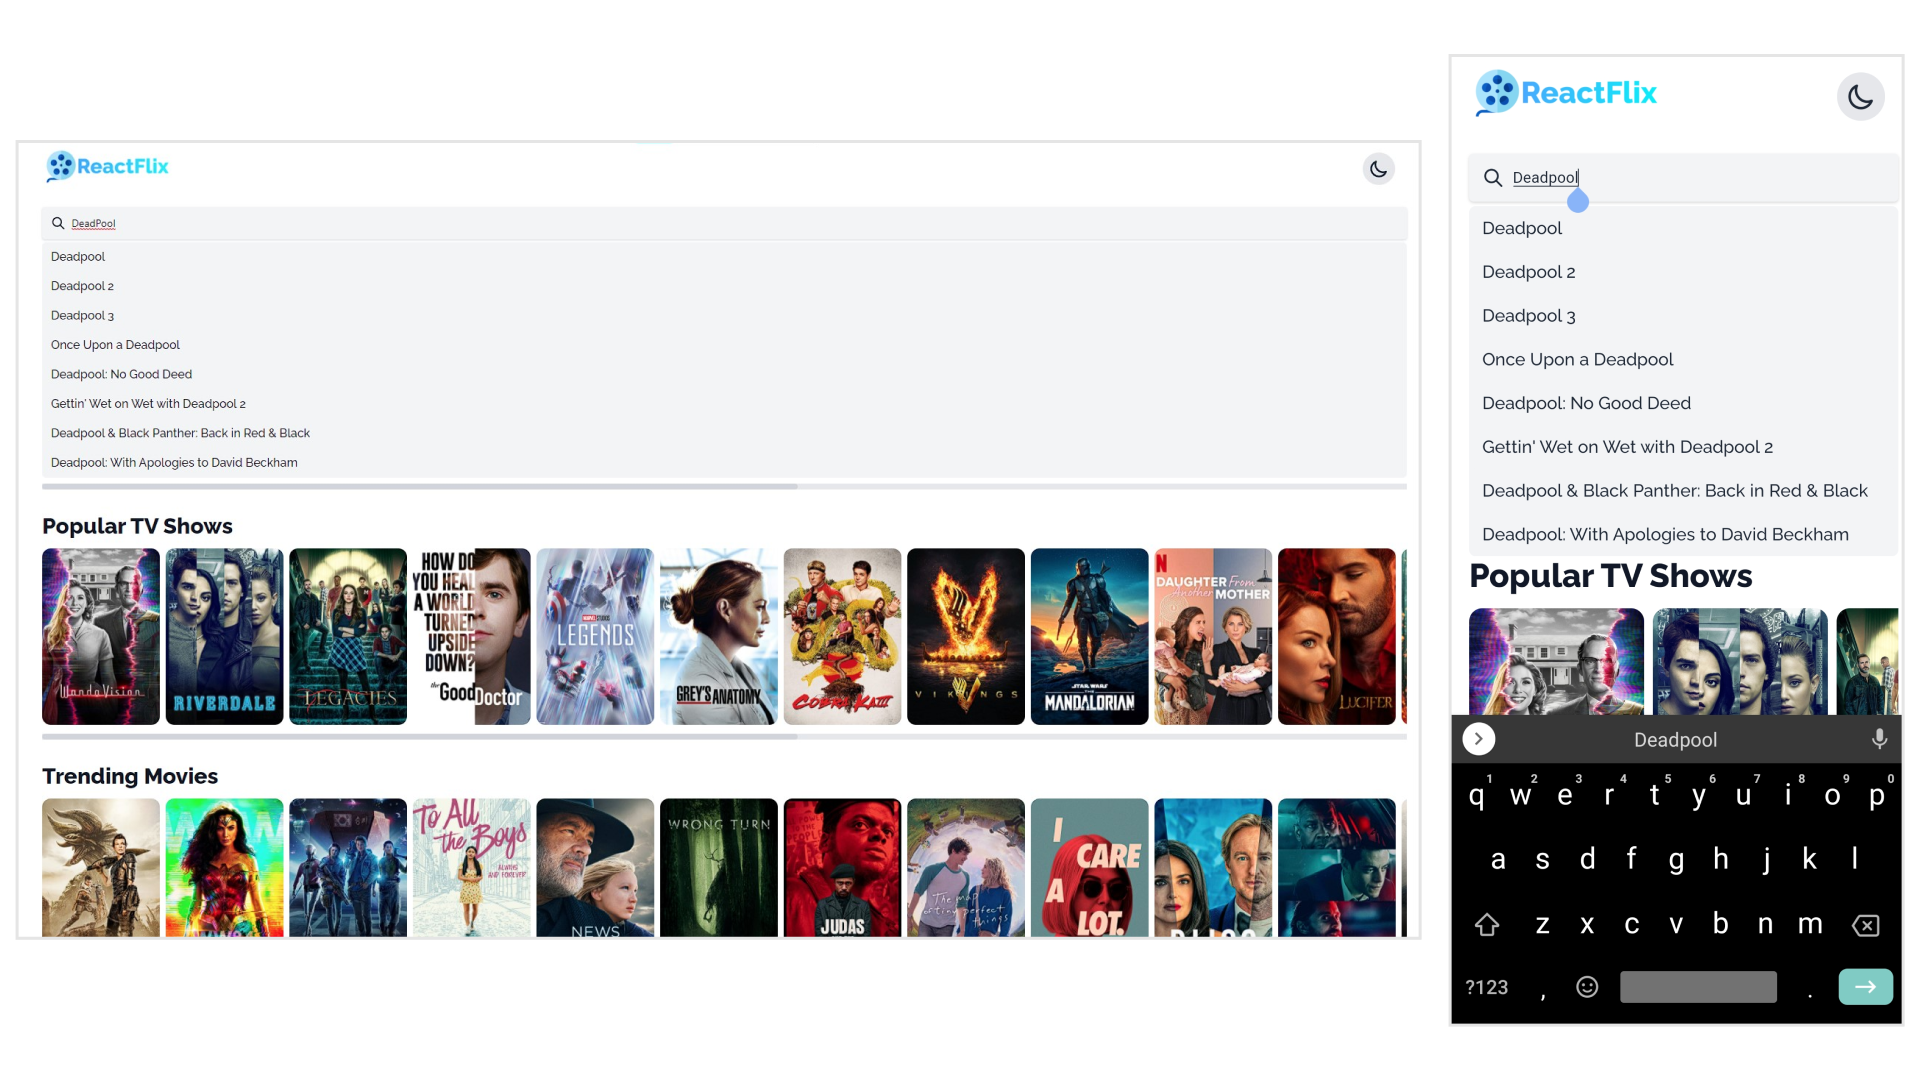 ReactFlix
DeadPool
Deadpool
Deadpool 2
Deadpool 3
Once Upon a Deadpool
Deadpool: No Good Deed
Gettin' Wet on Wet with Deadpool 2
Deadpool & Black Panther: Back in Red & Black
Deadpool: With Apologies to David Beckham
Popular TV Shows
WandaVision
RIVERDALE
LEGACIES
HOW DO
YOU HEAL
A WORLD
TURNED
UPSIDE
DOWN?
the Good Doctor
MARVEL STUDIOS
LEGENDS
GREY'S ANATOMY
COBRA KAI
VIKINGS
STAR WARS
THE
MANDALORIAN
N
DAUGHTER From
Another MOTHER
LUCIFER
Trending Movies
To All
the Boys
ALWAYS
AND FOREVER
NEWS
WRONG TURN
JUDAS
The map
of tiny perfect
things
I
CARE
A
LOT.
ReactFlix
Deadpool
Deadpool
Deadpool 2
Deadpool 3
Once Upon a Deadpool
Deadpool: No Good Deed
Gettin' Wet on Wet with Deadpool 2
Deadpool & Black Panther: Back in Red & Black
Deadpool: With Apologies to David Beckham
Popular TV Shows
Deadpool
1 2 3 4 5 6 7 8 9 0
q w e r t y u i o p
a s d f g h j k l
z x c v b n m
?123 , .